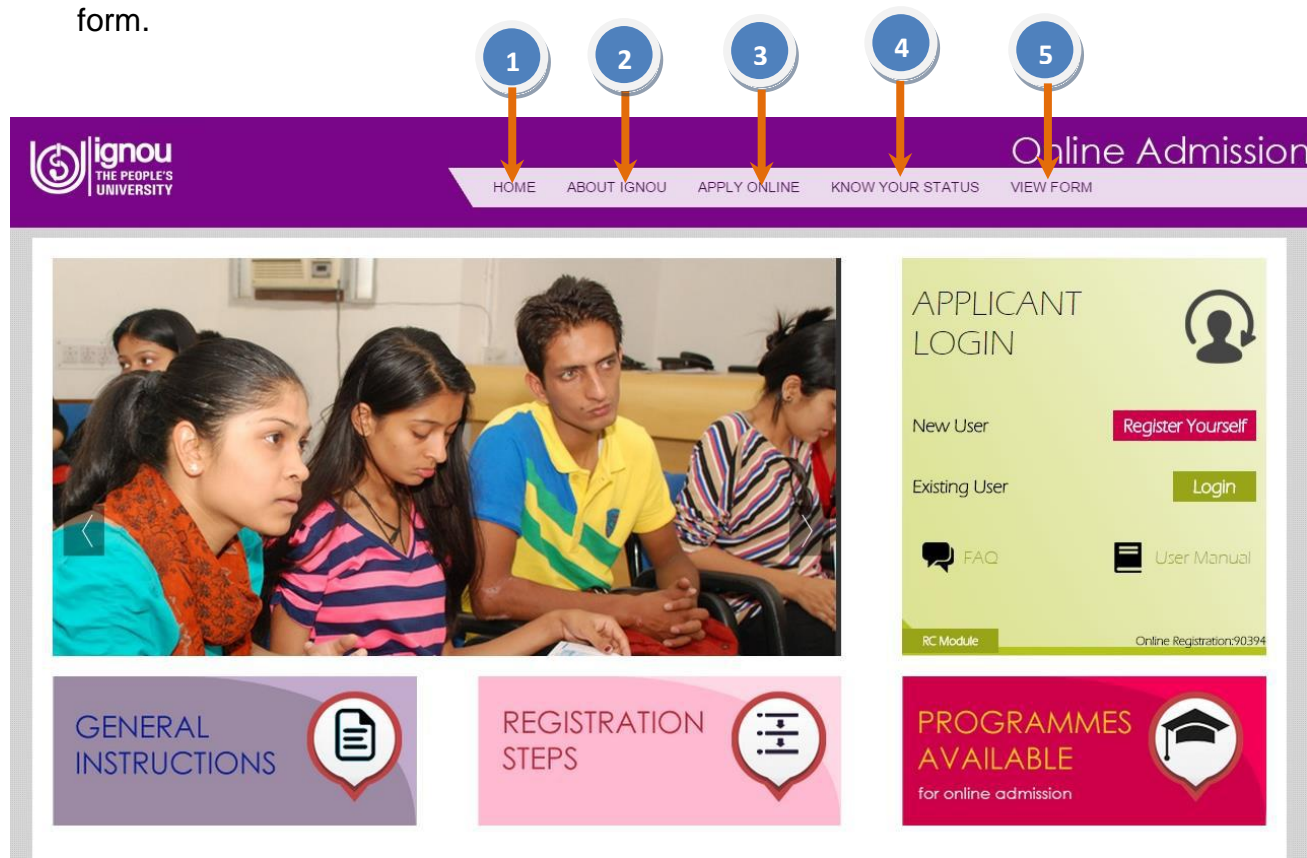 form.
1
2
3
4
5
ignou
THE PEOPLE'S
UNIVERSITY
Online Admission
HOME ABOUT IGNOU APPLY ONLINE KNOW YOUR STATUS VIEW FORM
APPLICANT
LOGIN
New User Register Yourself
Existing User Login
FAQ User Manual
RC Module Online Registration:90394
GENERAL
INSTRUCTIONS
REGISTRATION
STEPS
PROGRAMMES
AVAILABLE
for online admission